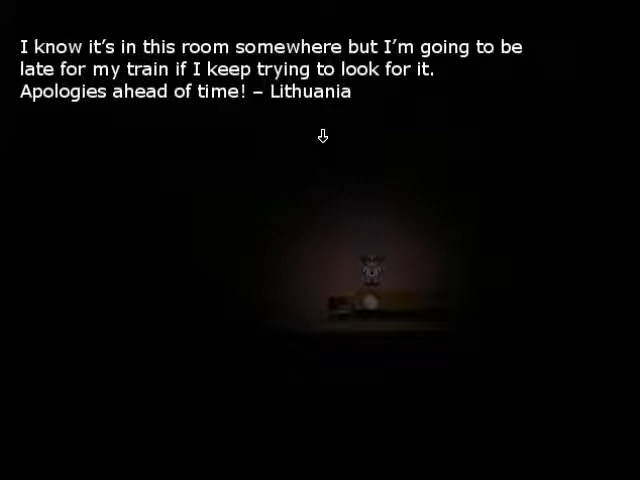 I know it’s in this room somewhere but I’m going to be
late for my train if I keep trying to look for it.
Apologies ahead of time! – Lithuania